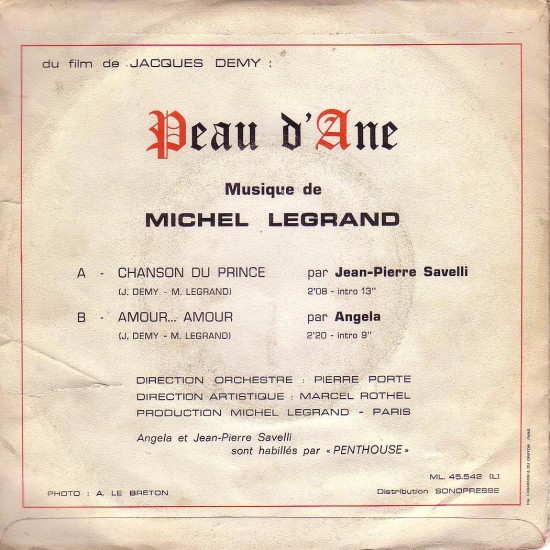 du film de JACQUES DEMY :
Peau d'Ane
Musique de
MICHEL LEGRAND
A - CHANSON DU PRINCE par Jean-Pierre Savelli
(J. DEMY - M. LEGRAND) 2'08 - intro 13"
B - AMOUR... AMOUR par Angela
(J. DEMY - M. LEGRAND) 2'20 - intro 9"
DIRECTION ORCHESTRE : PIERRE PORTE
DIRECTION ARTISTIQUE : MARCEL ROTHEL
PRODUCTION MICHEL LEGRAND - PARIS
Angela et Jean-Pierre Savelli
sont habillés par « PENTHOUSE »
ML. 45.542 (L)
PHOTO : A. LE BRETON Distribution SONOPRESSE